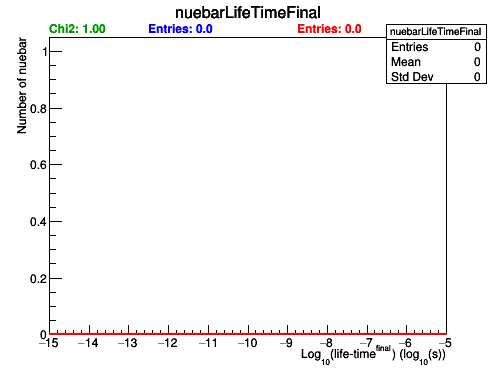 nuebarLifeTimeFinal
Chi2: 1.00 Entries: 0.0 Entries: 0.0
nuebarLifeTimeFinal
Entries 0
Mean 0
Std Dev 0
Number of nuebar
1
0.8
0.6
0.4
0.2
0
−15 −14 −13 −12 −11 −10 −9 −8 −7 −6 −5
Log10(life-time^final) (log10(s))